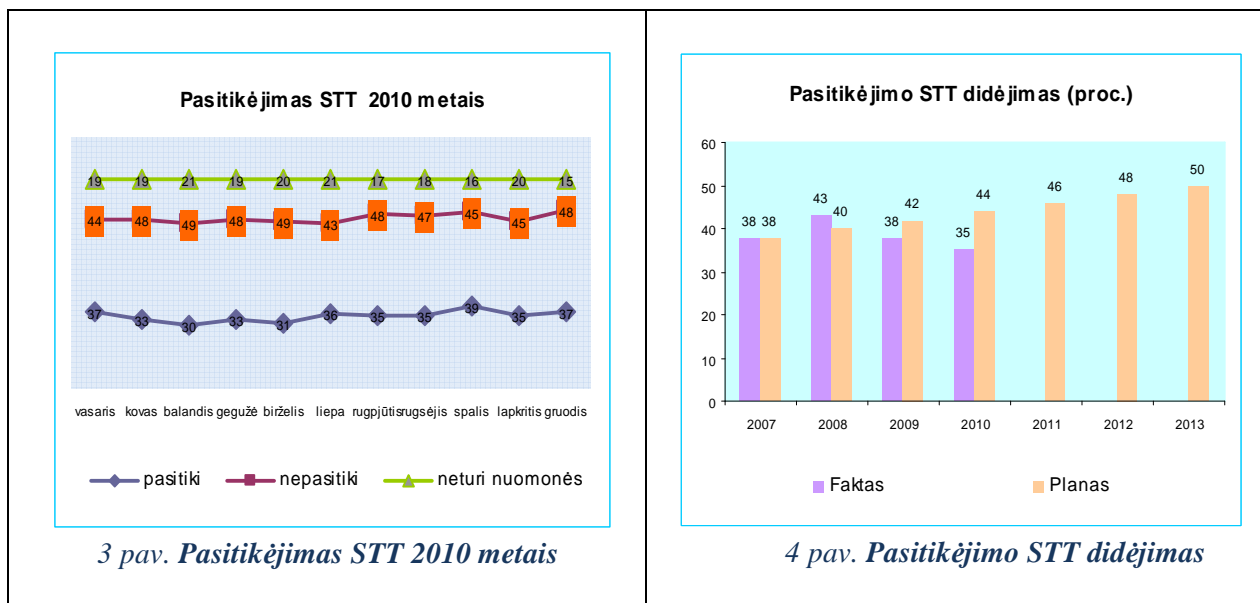 Pasitikėjimas STT 2010 metais
19 19 21 19 20 21 17 18 16 20 15
44 48 49 48 49 43 48 47 45 45 48
37 33 30 33 31 36 35 35 39 35 37
vasaris kovas balandis gegužė birželis liepa rugpjūtis rugsėjis spalis lapkritis gruodis
pasitiki nepasitiki neturi nuomonės
3 pav. Pasitikėjimas STT 2010 metais
Pasitikėjimo STT didėjimas (proc.)
60
50
40
30
20
10
0
38 38 43 40 38 42 35 44 46 48 50
2007 2008 2009 2010 2011 2012 2013
Faktas Planas
4 pav. Pasitikėjimo STT didėjimas